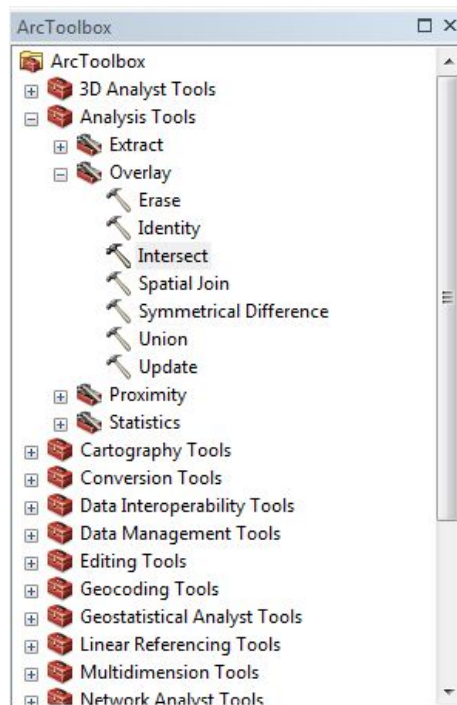 ArcToolbox
ArcToolbox
3D Analyst Tools
Analysis Tools
Extract
Overlay
Erase
Identity
Intersect
Spatial Join
Symmetrical Difference
Union
Update
Proximity
Statistics
Cartography Tools
Conversion Tools
Data Interoperability Tools
Data Management Tools
Editing Tools
Geocoding Tools
Geostatistical Analyst Tools
Linear Referencing Tools
Multidimension Tools
Network Analyst Tools